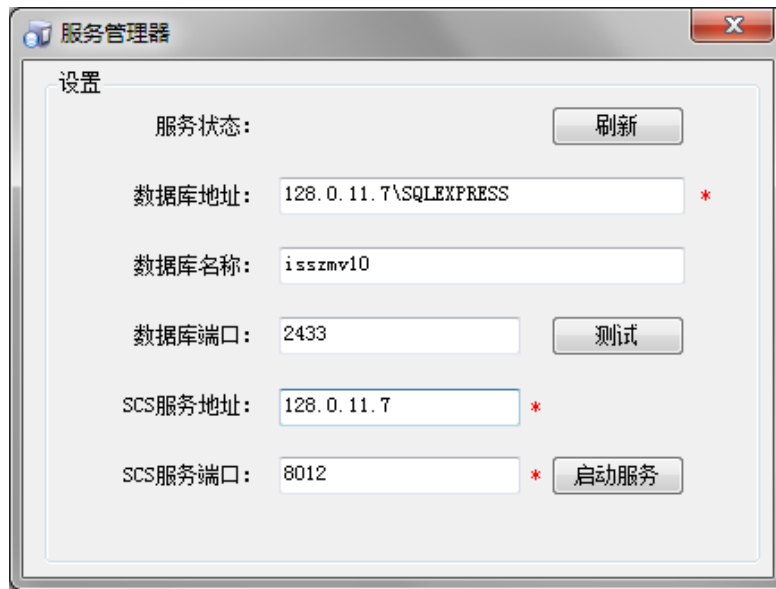 服务管理器
设置
服务状态: 刷新
数据库地址: 128.0.11.7\SQLEXPRESS *
数据库名称: isszmv10
数据库端口: 2433 测试
SCS服务地址: 128.0.11.7 *
SCS服务端口: 8012 * 启动服务